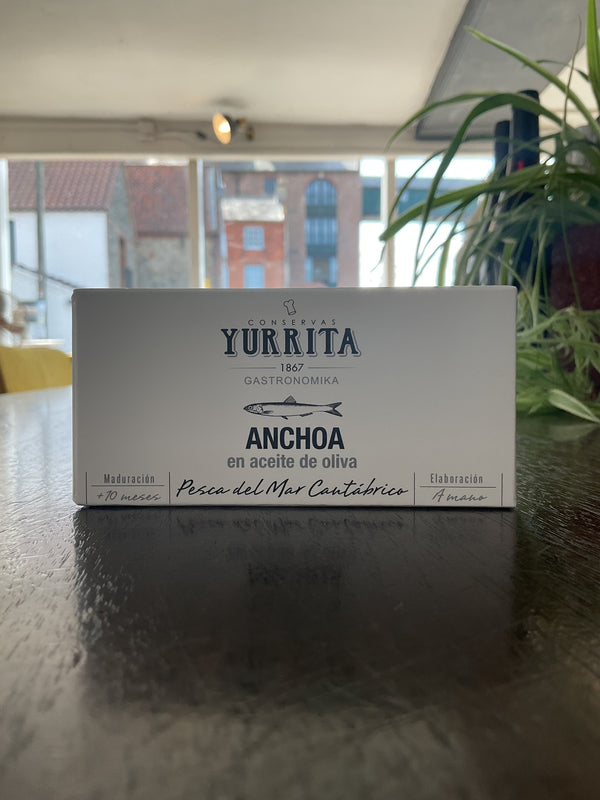 CONSERVAS
YURRITA
1867
GASTRONOMIKA
ANCHOA
en aceite de oliva
Maduración
+10 meses
Pesca del Mar Cantábrico
Elaboración
A mano